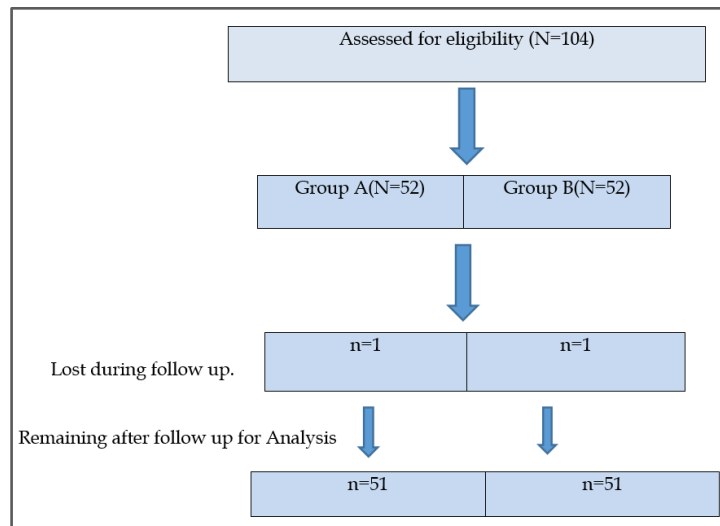 Assessed for eligibility (N=104)
Group A(N=52)
Group B(N=52)
n=1
n=1
Lost during follow up.
Remaining after follow up for Analysis
n=51
n=51